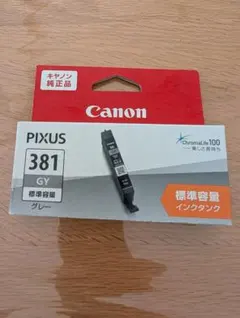 キヤノン
純正品
Canon
PIXUS
381
GY
標準容量
グレー
ChromaLife100
標準容量
インクタンク